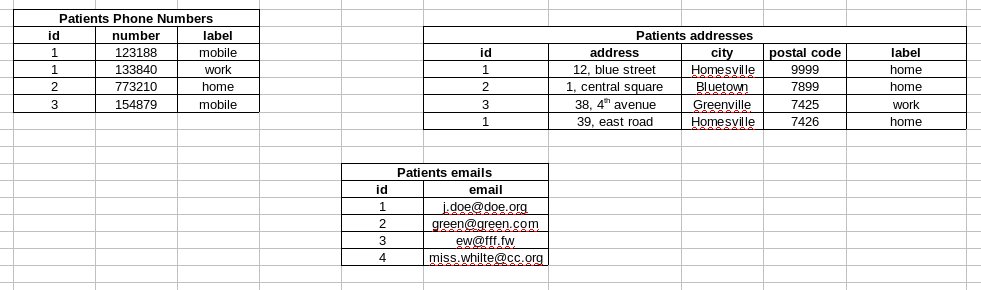 Patients Phone Numbers
id number label
1 123188 mobile
1 133840 work
2 773210 home
3 154879 mobile
Patients addresses
id address city postal code label
1 12, blue street Homesville 9999 home
2 1, central square Bluetown 7899 home
3 38, 4th avenue Greenville 7425 work
1 39, east road Homesville 7426 home
Patients emails
id email
1 j.doe@doe.org
2 green@green.com
3 ew@fff.fw
4 miss.whilte@cc.org